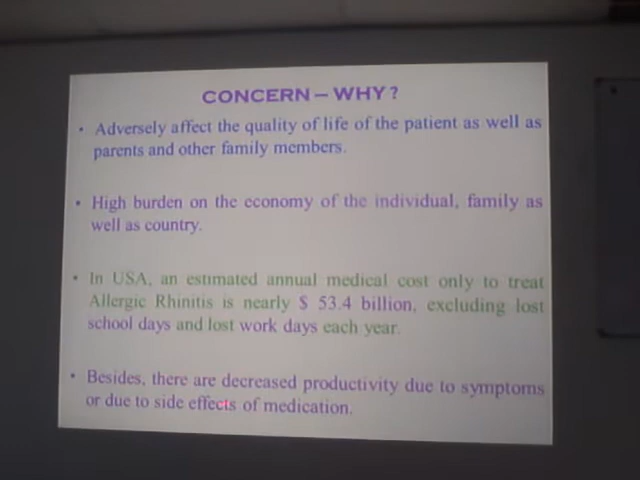 CONCERN – WHY?
• Adversely affect the quality of life of the patient as well as
parents and other family members.
• High burden on the economy of the individual, family as
well as country.
• In USA, an estimated annual medical cost only to treat
Allergic Rhinitis is nearly $ 53.4 billion, excluding lost
school days and lost work days each year.
• Besides, there are decreased productivity due to symptoms
or due to side effects of medication.